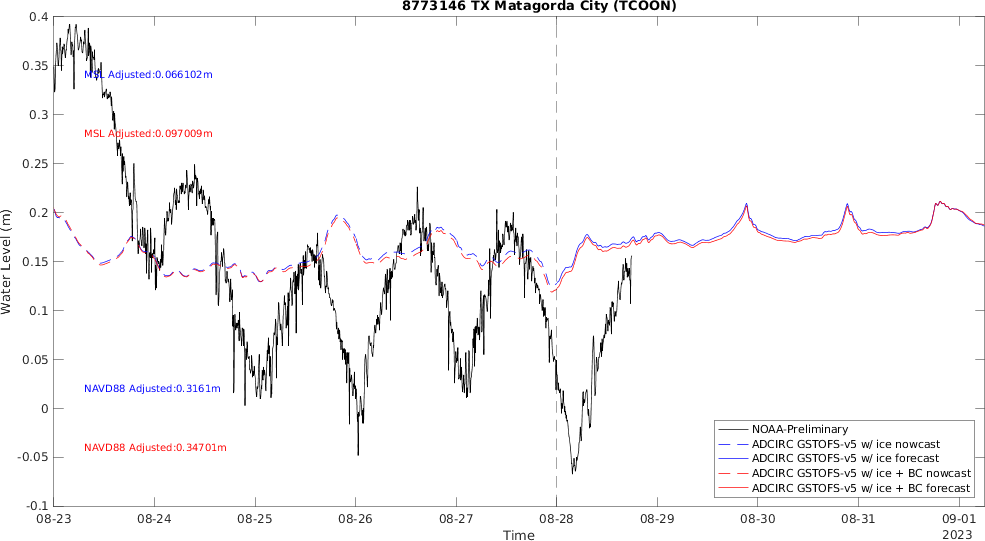 8773146 TX Matagorda City (TCOON)
0.4
0.35
0.3
0.25
0.2
0.15
0.1
0.05
0
-0.05
-0.1
Water Level (m)
MSL Adjusted:0.066102m
MSL Adjusted:0.097009m
NAVD88 Adjusted:0.3161m
NAVD88 Adjusted:0.34701m
NOAA-Preliminary
ADCIRC GSTOFS-v5 w/ ice nowcast
ADCIRC GSTOFS-v5 w/ ice forecast
ADCIRC GSTOFS-v5 w/ ice + BC nowcast
ADCIRC GSTOFS-v5 w/ ice + BC forecast
08-23 08-24 08-25 08-26 08-27 08-28 08-29 08-30 08-31 09-01
Time
2023